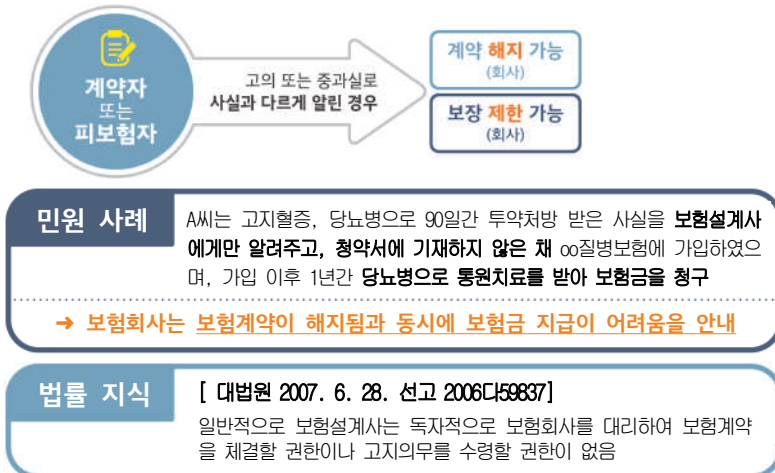 계약자
또는
피보험자
고의 또는 중과실로
사실과 다르게 알린 경우
계약 해지 가능
(회사)
보장 제한 가능
(회사)
민원 사례
A씨는 고지혈증, 당뇨병으로 90일간 투약처방 받은 사실을 보험설계사
에게만 알려주고, 청약서에 기재하지 않은 채 oo질병보험에 가입하였으
며, 가입 이후 1년간 당뇨병으로 통원치료를 받아 보험금을 청구
➜ 보험회사는 보험계약이 해지됨과 동시에 보험금 지급이 어려움을 안내
법률 지식
[ 대법원 2007. 6. 28. 선고 2006다59837]
일반적으로 보험설계사는 독자적으로 보험회사를 대리하여 보험계약
을 체결할 권한이나 고지의무를 수령할 권한이 없음